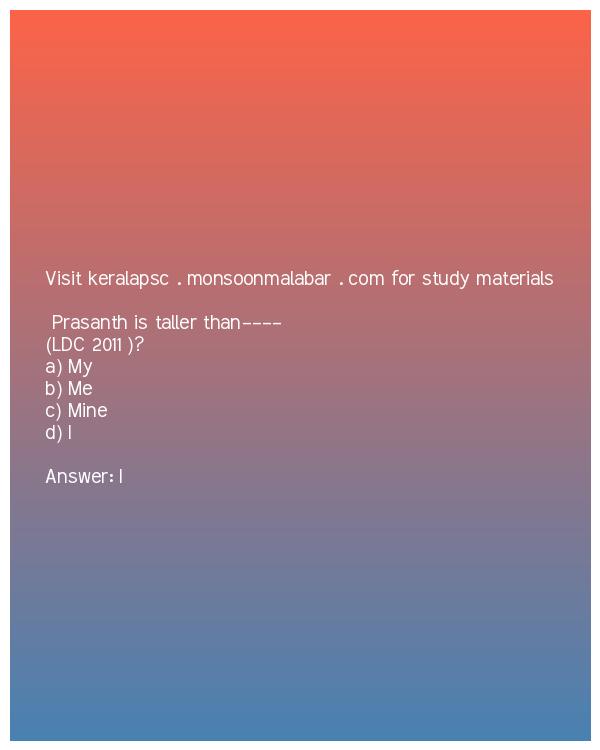 Visit keralapsc . monsoonmalabar . com for study materials
Prasanth is taller than----
(LDC 2011 )?
a) My
b) Me
c) Mine
d) I
Answer: I